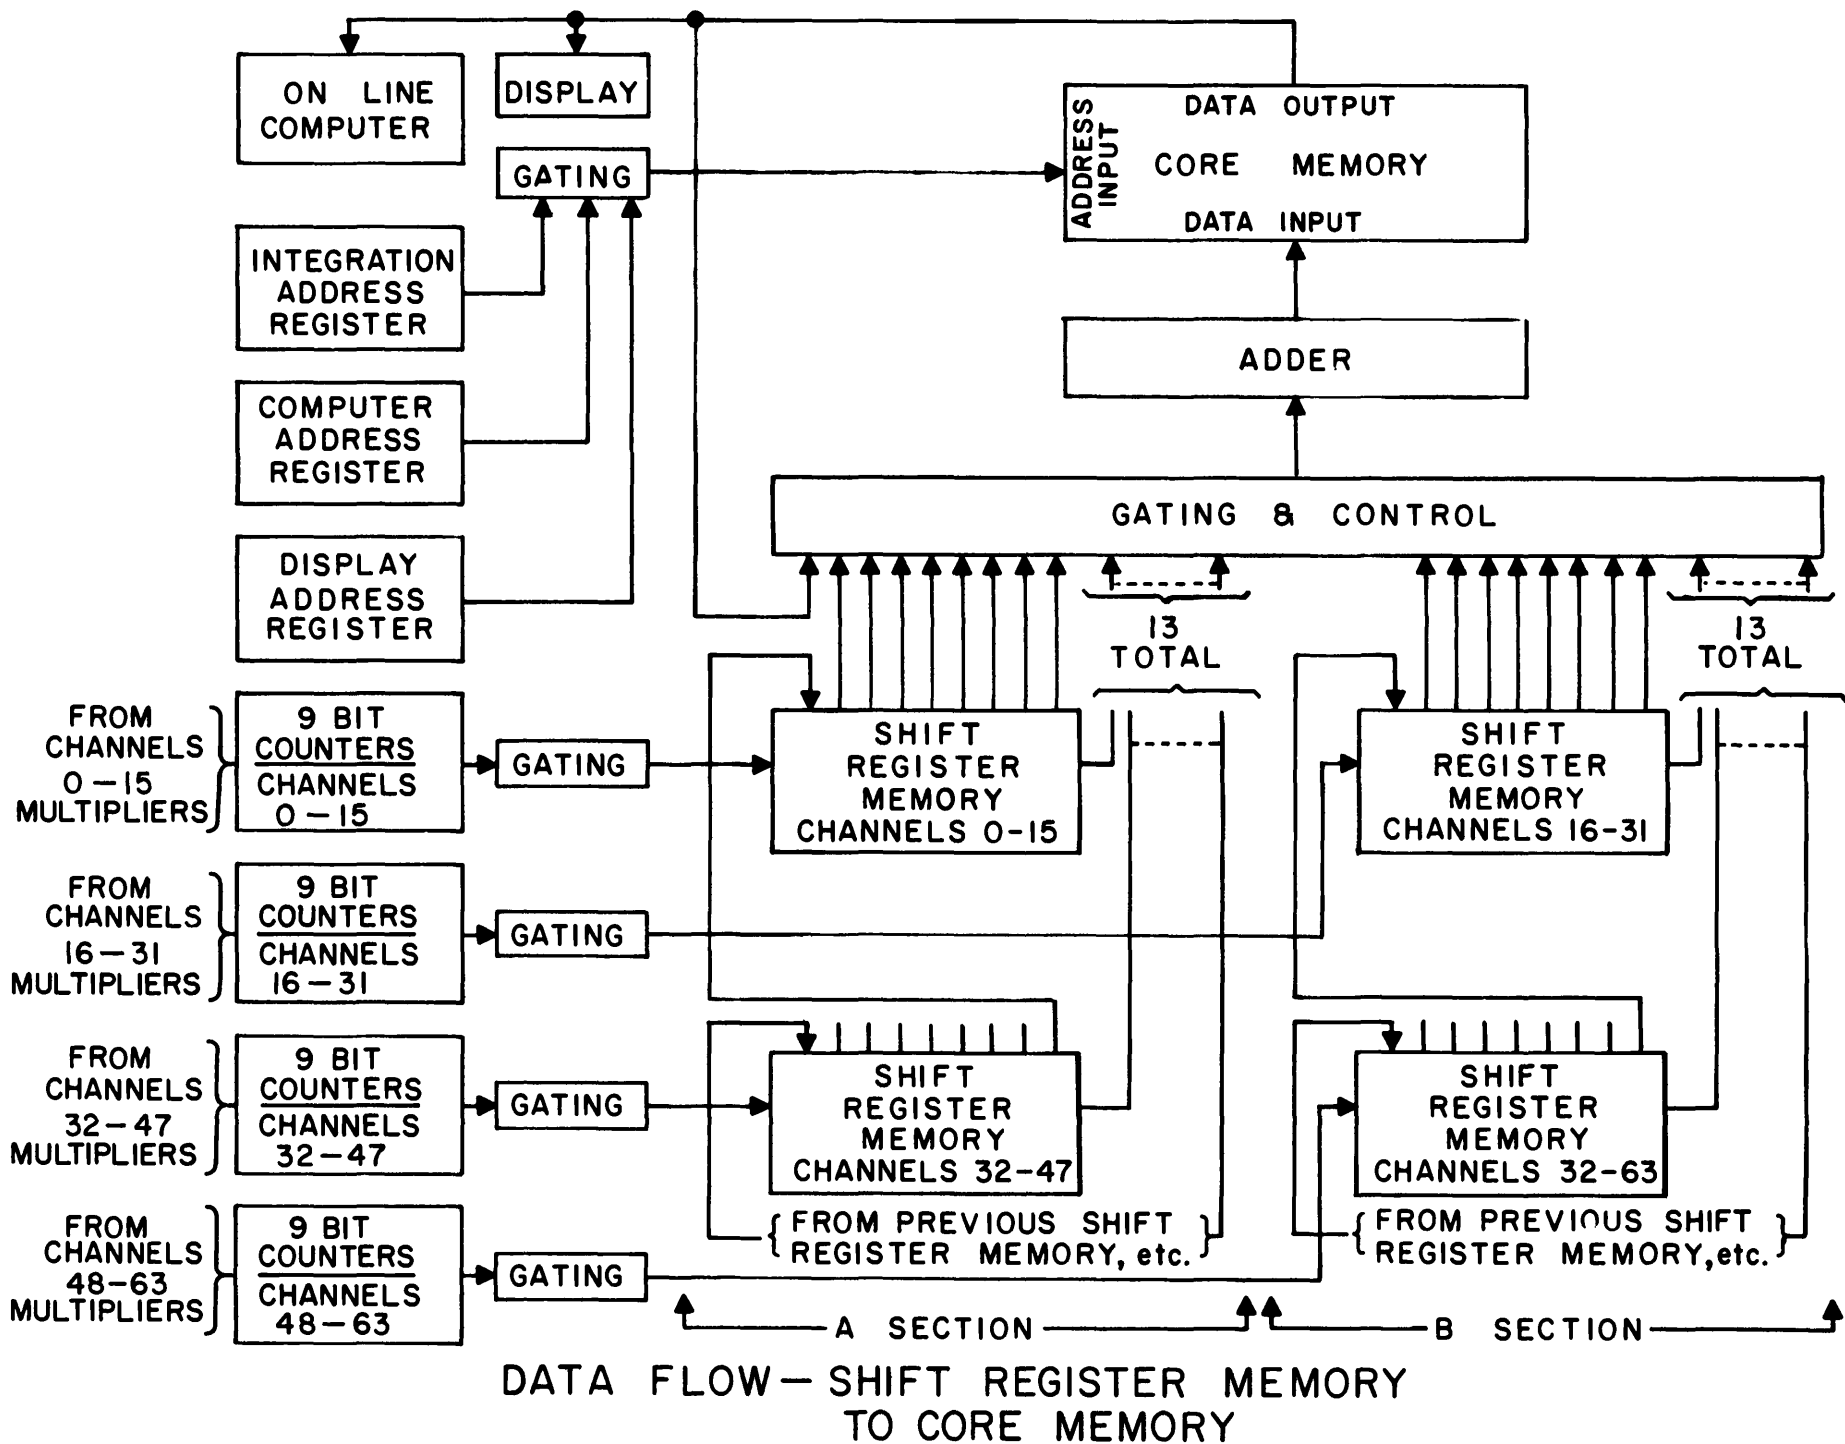 ON LINE
COMPUTER
DISPLAY
GATING
ADDRESS
INPUT
DATA OUTPUT
CORE MEMORY
DATA INPUT
INTEGRATION
ADDRESS
REGISTER
ADDER
COMPUTER
ADDRESS
REGISTER
GATING & CONTROL
DISPLAY
ADDRESS
REGISTER
13
TOTAL
13
TOTAL
FROM
CHANNELS
0-15
MULTIPLIERS
9 BIT
COUNTERS
CHANNELS
0-15
GATING
SHIFT
REGISTER
MEMORY
CHANNELS 0-15
SHIFT
REGISTER
MEMORY
CHANNELS 16-31
FROM
CHANNELS
16-31
MULTIPLIERS
9 BIT
COUNTERS
CHANNELS
16-31
GATING
FROM
CHANNELS
32-47
MULTIPLIERS
9 BIT
COUNTERS
CHANNELS
32-47
GATING
SHIFT
REGISTER
MEMORY
CHANNELS 32-47
SHIFT
REGISTER
MEMORY
CHANNELS 32-63
FROM
CHANNELS
48-63
MULTIPLIERS
9 BIT
COUNTERS
CHANNELS
48-63
GATING
{FROM PREVIOUS SHIFT
REGISTER MEMORY, etc.}
{FROM PREVIOUS SHIFT
REGISTER MEMORY, etc.}
A SECTION
B SECTION
DATA FLOW — SHIFT REGISTER MEMORY
TO CORE MEMORY